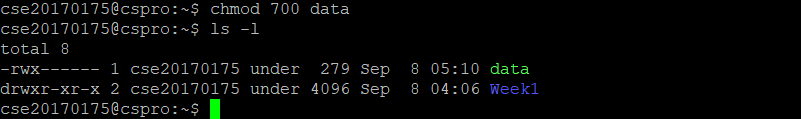 cse20170175@cspro:~$ chmod 700 data
cse20170175@cspro:~$ ls -l
total 8
-rwx------ 1 cse20170175 under  279 Sep  8 05:10 data
drwxr-xr-x 2 cse20170175 under 4096 Sep  8 04:06 Week1
cse20170175@cspro:~$